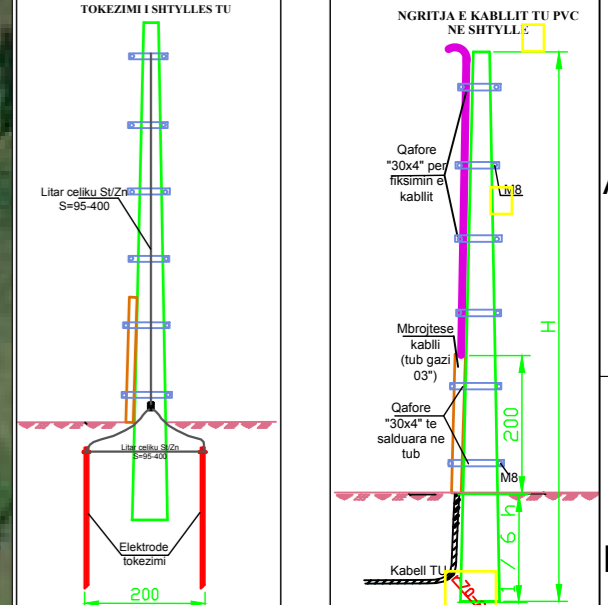 TOKEZIMI I SHTYLLES TU
Litar celiku St/Zn
S=95-400
Litar celiku St/Zn
S=95-400
Elektrode
tokezimi
200
NGRITJA E KABLLIT TU PVC
NE SHTYLLE
Qafore
"30x4" per
fiksimin e
kabllit
M8
H
Mbrojtese
kablli
(tub gazi
03")
Qafore
"30x4" te
salduara ne
tub
200
M8
1/6 h
Kabell TU